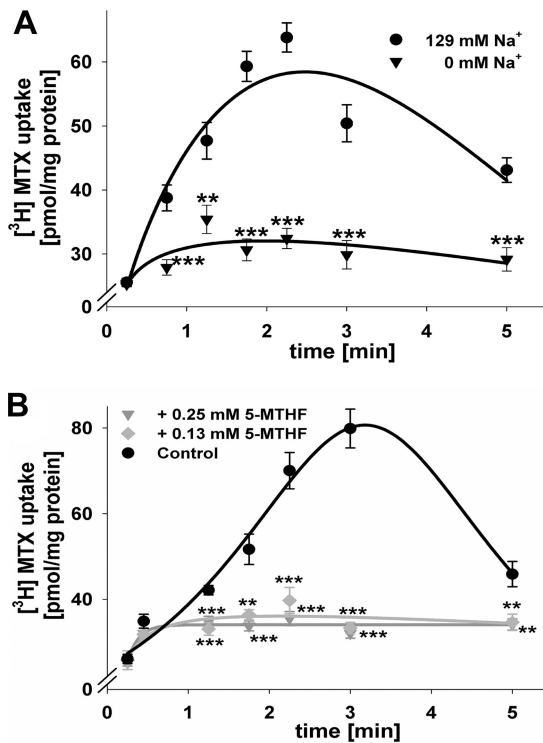 A
[³H] MTX uptake
[pmol/mg protein]
60
50
40
30
0
129 mM Na⁺
0 mM Na⁺
**
***
***
***
***
***
0 1 2 3 4 5
time [min]
B
[³H] MTX uptake
[pmol/mg protein]
80
40
0
+ 0.25 mM 5-MTHF
+ 0.13 mM 5-MTHF
Control
***
***
**
***
***
***
***
***
**
**
0 1 2 3 4 5
time [min]